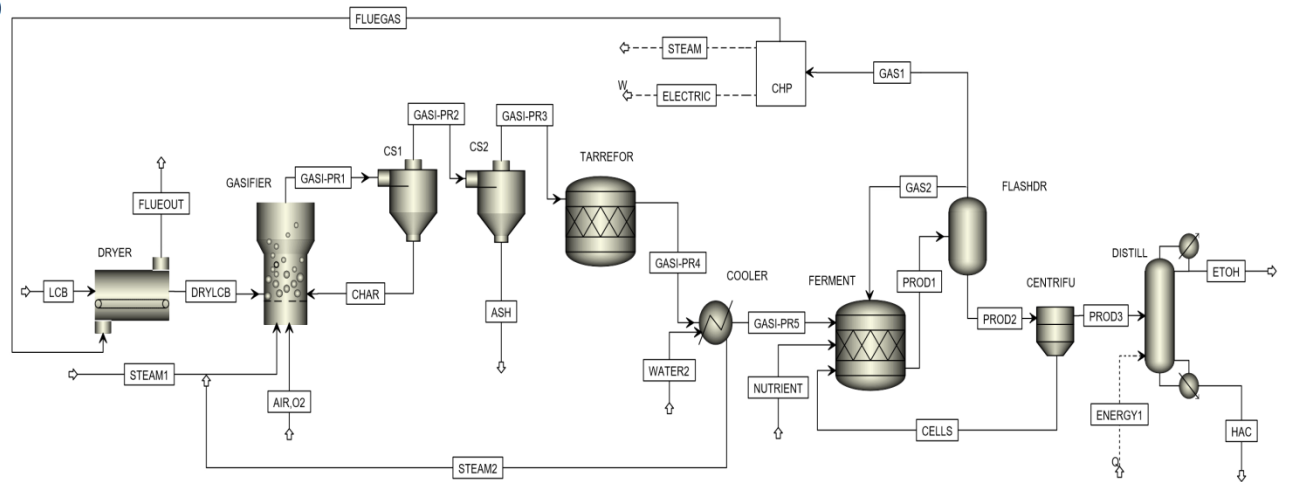 FLUEGAS
STEAM
GAS1
CHP
W
ELECTRIC
GASI-PR2
GASI-PR3
CS1
CS2
TARREFOR
GASIFIER
GASI-PR1
GAS2
FLASHDR
FLUEOUT
DRYER
GASI-PR4
COOLER
FERMENT
PROD1
DISTILL
ETOH
CENTRIFU
LCB
DRYLCB
CHAR
ASH
GASI-PR5
PROD2
PROD3
STEAM1
WATER2
NUTRIENT
AIR,O2
ENERGY1
CELLS
HAC
STEAM2
Q